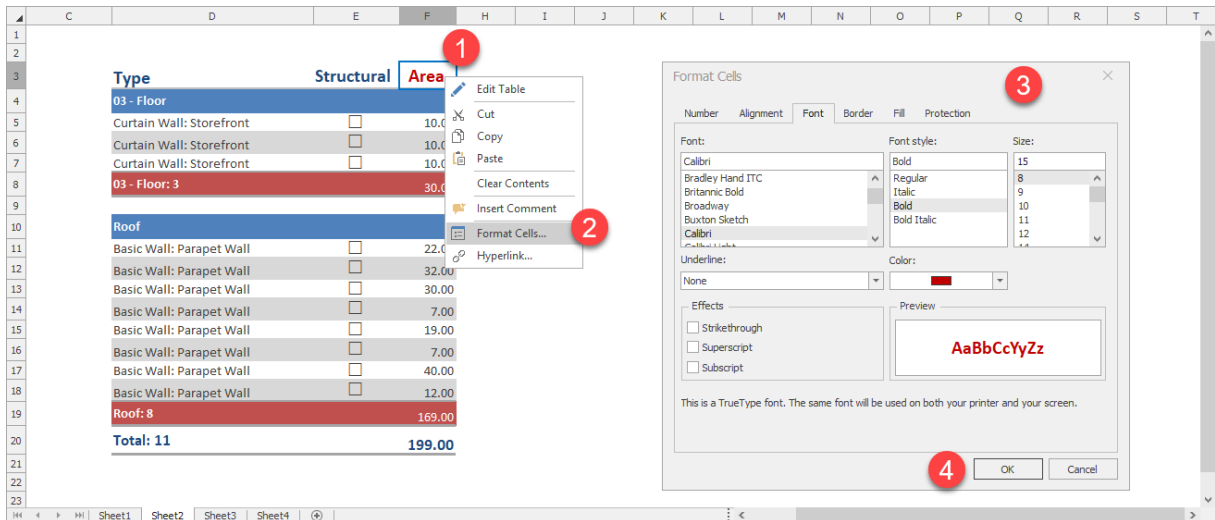 C D E F H I J K L M N O P Q R S T
1
2
3 Type Structural Area
4 03 - Floor
5 Curtain Wall: Storefront 10.0
6 Curtain Wall: Storefront 10.0
7 Curtain Wall: Storefront 10.0
8 03 - Floor: 3 30.0
9
10 Roof
11 Basic Wall: Parapet Wall 22.0
12 Basic Wall: Parapet Wall 32.00
13 Basic Wall: Parapet Wall 30.00
14 Basic Wall: Parapet Wall 7.00
15 Basic Wall: Parapet Wall 19.00
16 Basic Wall: Parapet Wall 7.00
17 Basic Wall: Parapet Wall 40.00
18 Basic Wall: Parapet Wall 12.00
19 Roof: 8 169.00
20 Total: 11 199.00
21
22
23
Sheet1 Sheet2 Sheet3 Sheet4
1
Edit Table
Cut
Copy
Paste
Clear Contents
Insert Comment
Format Cells... 2
Hyperlink...
Format Cells 3
Number Alignment Font Border Fill Protection
Font: Font style: Size:
Calibri Bold 15
Bradley Hand ITC Regular 8
Britannic Bold Italic 9
Broadway Bold 10
Buxton Sketch Bold Italic 11
Calibri 12
Underline: Color:
None
Effects Preview
Strikethrough
Superscript AaBbCcYyZz
Subscript
This is a TrueType font. The same font will be used on both your printer and your screen.
4 OK Cancel